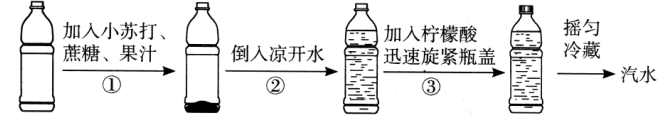 加入小苏打、
蔗糖、果汁
①
倒入凉开水
②
加入柠檬酸
迅速旋紧瓶盖
③
摇匀
冷藏
汽水